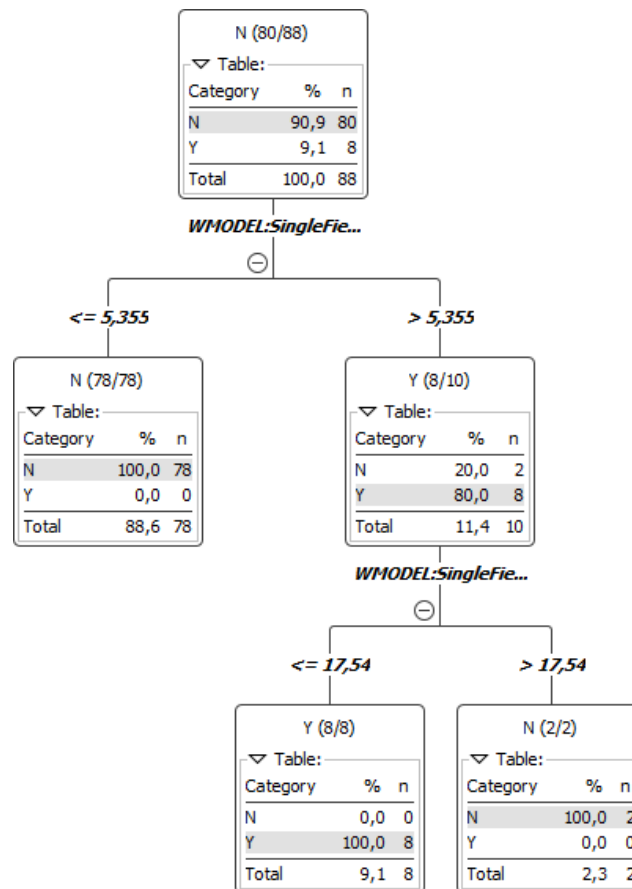 N (80/88)
Table:
Category % n
N 90,9 80
Y 9,1 8
Total 100,0 88
WMODEL:SingleFie...
<= 5,355
> 5,355
N (78/78)
Table:
Category % n
N 100,0 78
Y 0,0 0
Total 88,6 78
Y (8/10)
Table:
Category % n
N 20,0 2
Y 80,0 8
Total 11,4 10
WMODEL:SingleFie...
<= 17,54
> 17,54
Y (8/8)
Table:
Category % n
N 0,0 0
Y 100,0 8
Total 9,1 8
N (2/2)
Table:
Category % n
N 100,0 2
Y 0,0 0
Total 2,3 2